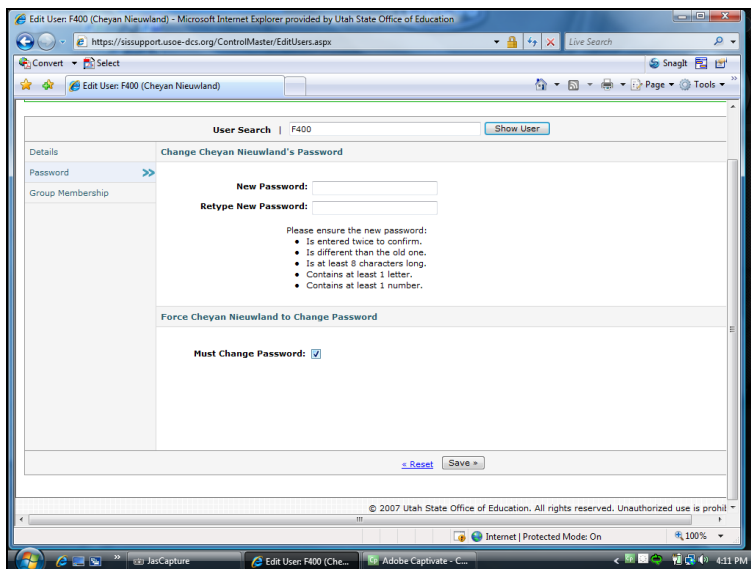 Edit User: F400 (Cheyan Nieuwland) - Microsoft Internet Explorer provided by Utah State Office of Education
https://sissupport.usoe-dcs.org/ControlMaster/EditUsers.aspx
Live Search
Convert
Select
SnagIt
Edit User: F400 (Cheyan Nieuwland)
Page
Tools
User Search | F400
Show User
Details
Password
Group Membership
Change Cheyan Nieuwland's Password
New Password:
Retype New Password:
Please ensure the new password:
• Is entered twice to confirm.
• Is different than the old one.
• Is at least 8 characters long.
• Contains at least 1 letter.
• Contains at least 1 number.
Force Cheyan Nieuwland to Change Password
Must Change Password:
« Reset
Save »
© 2007 Utah State Office of Education. All rights reserved. Unauthorized use is prohib
Internet | Protected Mode: On
100%
JasCapture
Edit User: F400 (Che...
Adobe Captivate - C...
4:11 PM